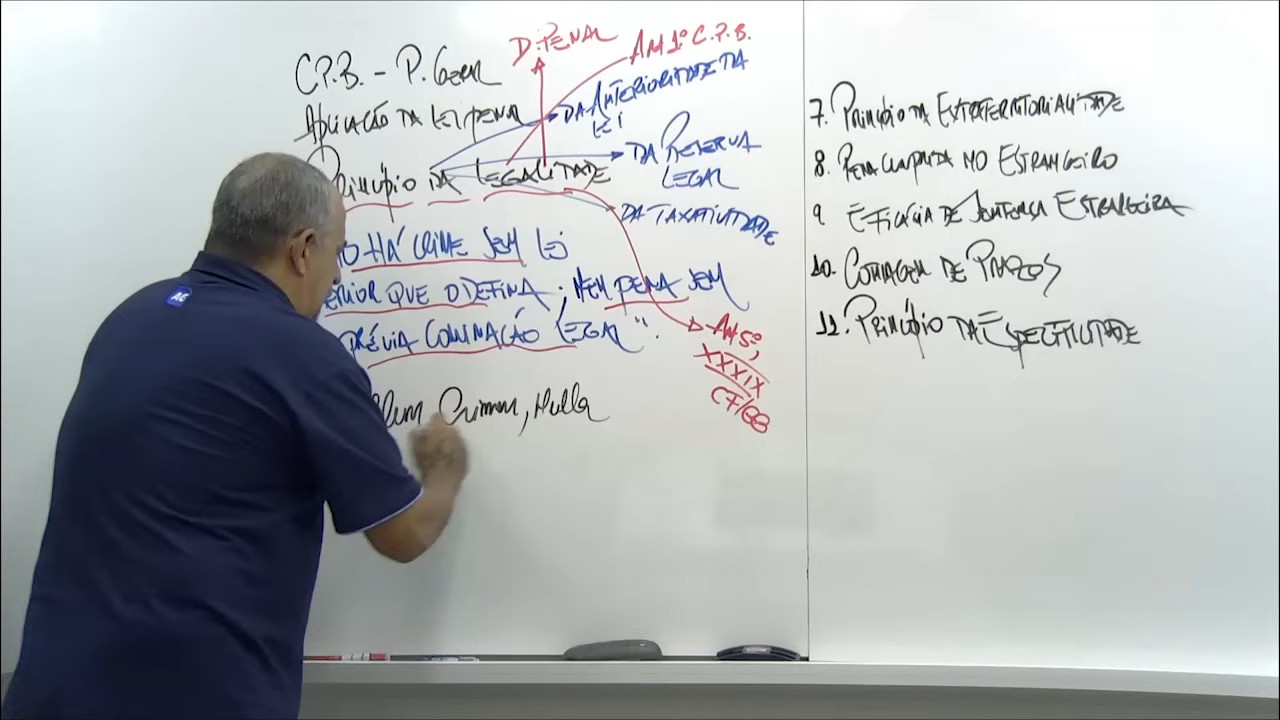 C.P.B. - P. GERAL
APLICAÇÃO DA LEI PENAL
PRINCÍPIO DA LEGALIDADE
D. PENAL
ART 1º C.P.B.
DA ANTERIORIDADE DA
LEI
DA RESERVA
LEGAL
DA TAXATIVIDADE
HÁ CRIME SEM LEI
ERIOR QUE O DEFINA; NEM PENA SEM
PRÉVIA COMINAÇÃO LEGAL".
ART 5º,
XXXIX
CF/88
Crimen, Nulla
7. PRINCÍPIO DA EXTRATERRITORIALIDADE
8. PENA CUMPRIDA NO ESTRANGEIRO
9 EFICÁCIA DE SENTENÇA ESTRANGEIRA
10. CONTAGEM DE PRAZOS
11. PRINCÍPIO DA ESPECIALIDADE